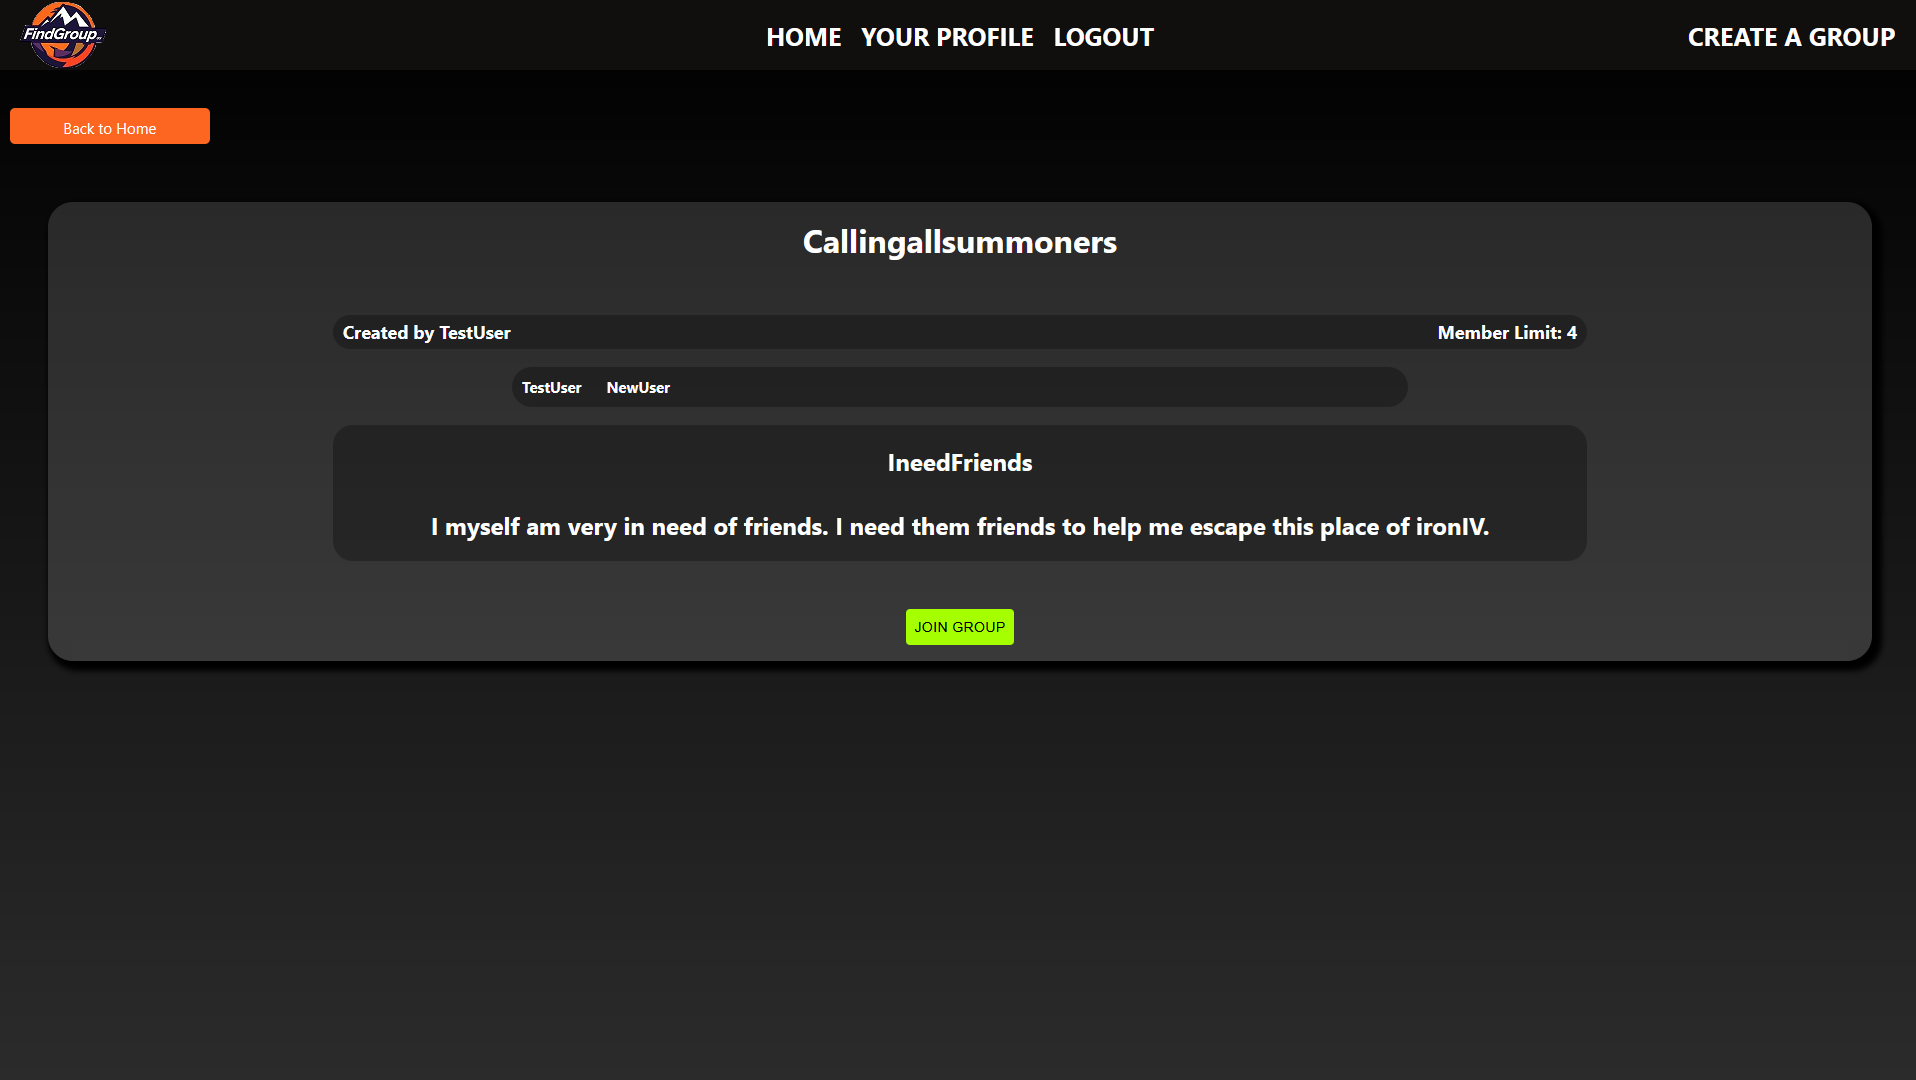 FindGroup
HOME YOUR PROFILE LOGOUT
CREATE A GROUP
Back to Home
Callingallsummoners
Created by TestUser
Member Limit: 4
TestUser NewUser
IneedFriends
I myself am very in need of friends. I need them friends to help me escape this place of ironIV.
JOIN GROUP